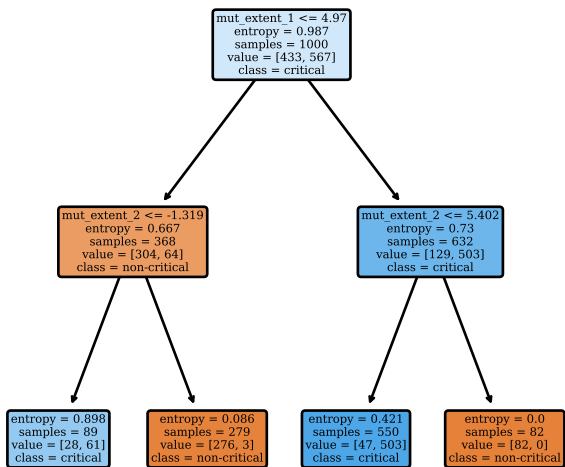 mut_extent_1 <= 4.97
entropy = 0.987
samples = 1000
value = [433, 567]
class = critical
mut_extent_2 <= -1.319
entropy = 0.667
samples = 368
value = [304, 64]
class = non-critical
mut_extent_2 <= 5.402
entropy = 0.73
samples = 632
value = [129, 503]
class = critical
entropy = 0.898
samples = 89
value = [28, 61]
class = critical
entropy = 0.086
samples = 279
value = [276, 3]
class = non-critical
entropy = 0.421
samples = 550
value = [47, 503]
class = critical
entropy = 0.0
samples = 82
value = [82, 0]
class = non-critical